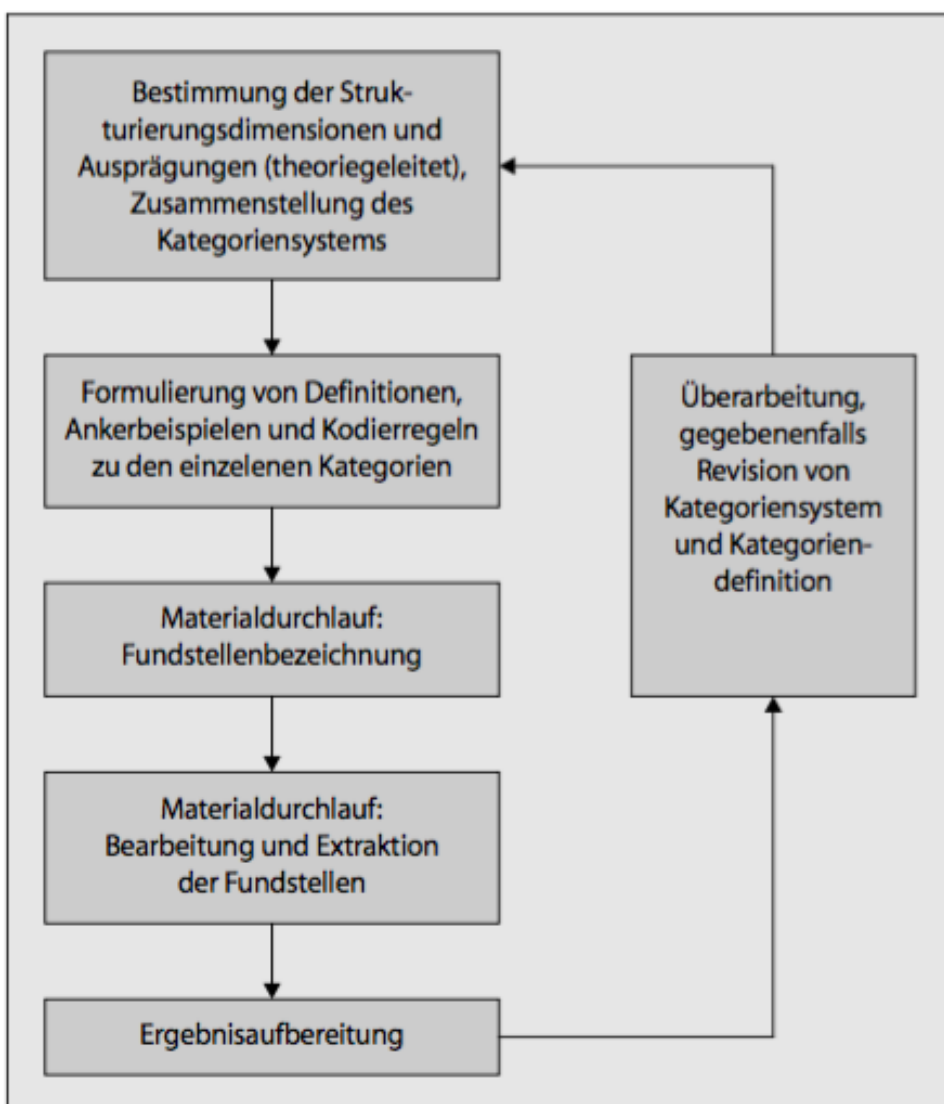 Bestimmung der Struk-
turierungsdimensionen und
Ausprägungen (theoriegeleitet),
Zusammenstellung des
Kategoriensystems
Formulierung von Definitionen,
Ankerbeispielen und Kodierregeln
zu den einzelenen Kategorien
Materialdurchlauf:
Fundstellenbezeichnung
Materialdurchlauf:
Bearbeitung und Extraktion
der Fundstellen
Ergebnisaufbereitung
Überarbeitung,
gegebenenfalls
Revision von
Kategoriensystem
und Kategorien-
definition